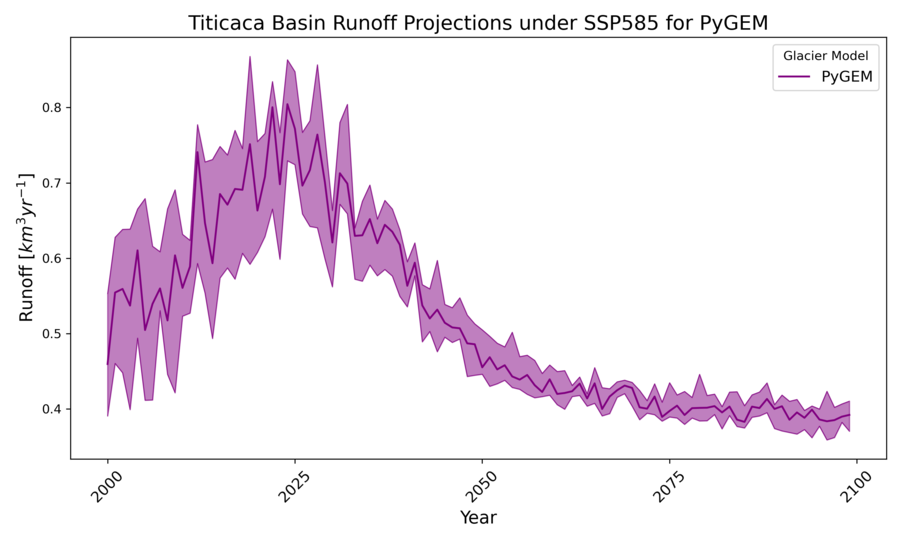 Titicaca Basin Runoff Projections under SSP585 for PyGEM
Glacier Model
PyGEM
Runoff [km³yr⁻¹]
0.8
0.7
0.6
0.5
0.4
2000
2025
2050
2075
2100
Year